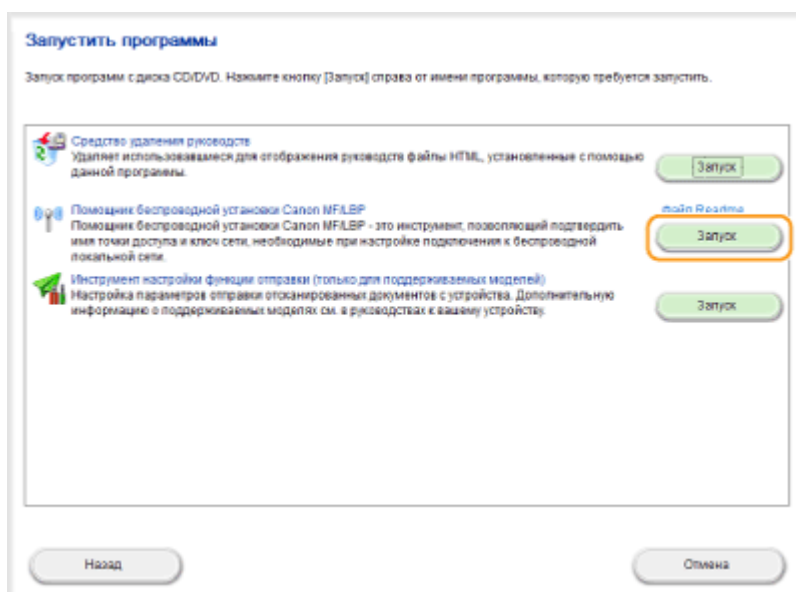 Запустить программы
Запуск программ с диска CD/DVD. Нажмите кнопку [Запуск] справа от имени программы, которую требуется запустить.
Средство удаления руководств
Удаляет использовавшиеся для отображения руководств файлы HTML, установленные с помощью
данной программы.
Запуск
Помощник беспроводной установки Canon MF/LBP
Файл Readme
Помощник беспроводной установки Canon MF/LBP - это инструмент, позволяющий подтвердить
имя точки доступа и ключ сети, необходимые при настройке подключения к беспроводной
локальной сети.
Запуск
Инструмент настройки функции отправки (только для поддерживаемых моделей)
Настройка параметров отправки отсканированных документов с устройства. Дополнительную
информацию о поддерживаемых моделях см. в руководствах к вашему устройству.
Запуск
Назад
Отмена